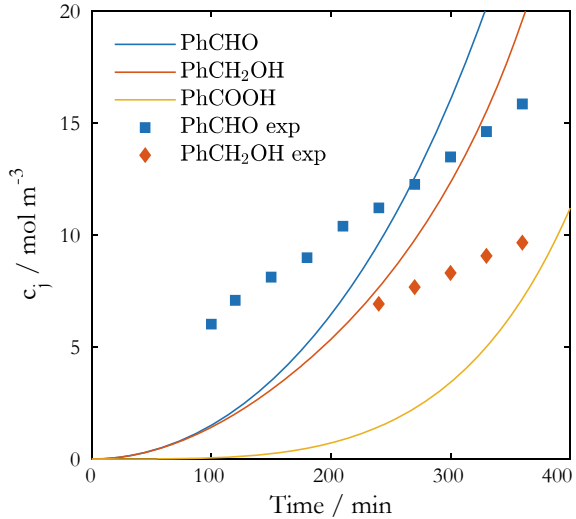 20
15
10
5
0
0
100
200
300
400
c_j / mol m^-3
Time / min
PhCHO
PhCH₂OH
PhCOOH
PhCHO exp
PhCH₂OH exp